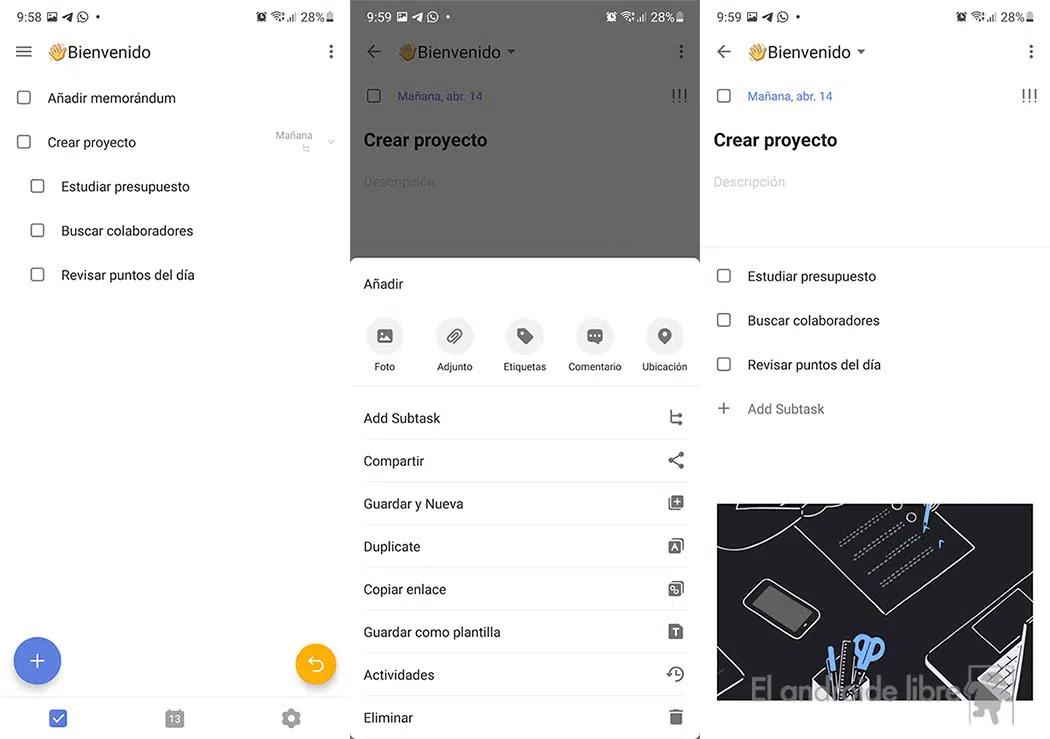 9:58 28%
👋Bienvenido
Añadir memorándum
Crear proyecto Mañana
Estudiar presupuesto
Buscar colaboradores
Revisar puntos del día
13
9:59 28%
👋Bienvenido
Mañana, abr. 14 !!!
Crear proyecto
Descripción
Añadir
Foto Adjunto Etiquetas Comentario Ubicación
Add Subtask
Compartir
Guardar y Nueva
Duplicate
Copiar enlace
Guardar como plantilla
Actividades
Eliminar
9:59 28%
👋Bienvenido
Mañana, abr. 14 !!!
Crear proyecto
Descripción
Estudiar presupuesto
Buscar colaboradores
Revisar puntos del día
Add Subtask
El androide libre